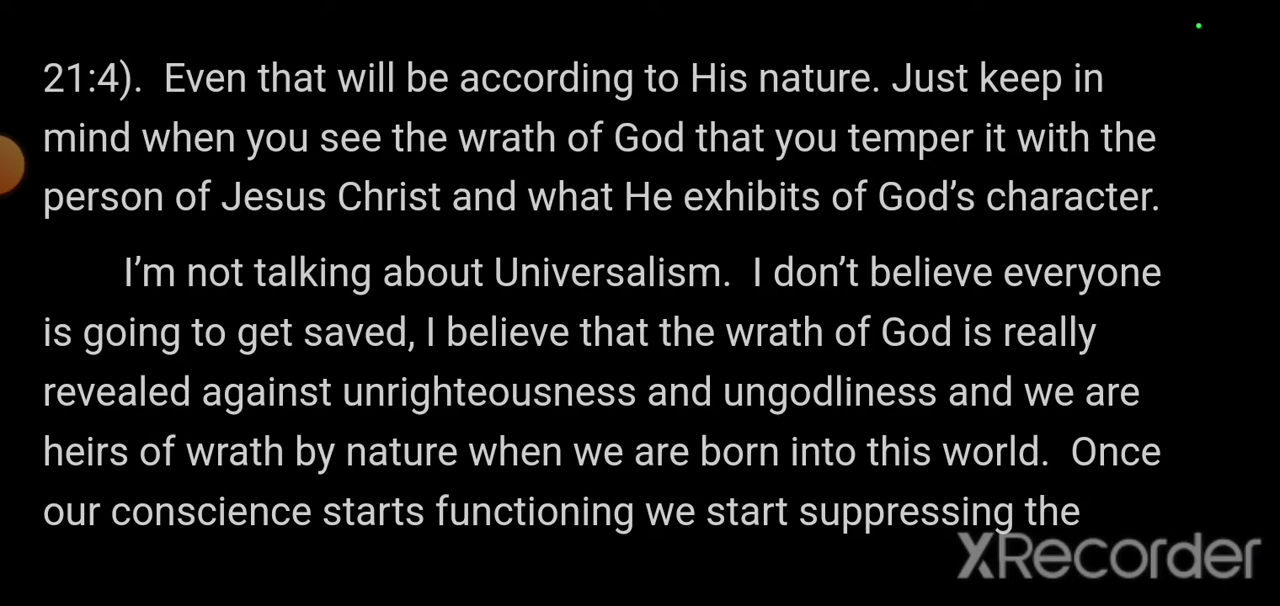 21:4).  Even that will be according to His nature. Just keep in
mind when you see the wrath of God that you temper it with the
person of Jesus Christ and what He exhibits of God’s character.
I’m not talking about Universalism.  I don’t believe everyone
is going to get saved, I believe that the wrath of God is really
revealed against unrighteousness and ungodliness and we are
heirs of wrath by nature when we are born into this world.  Once
our conscience starts functioning we start suppressing the
XRecorder